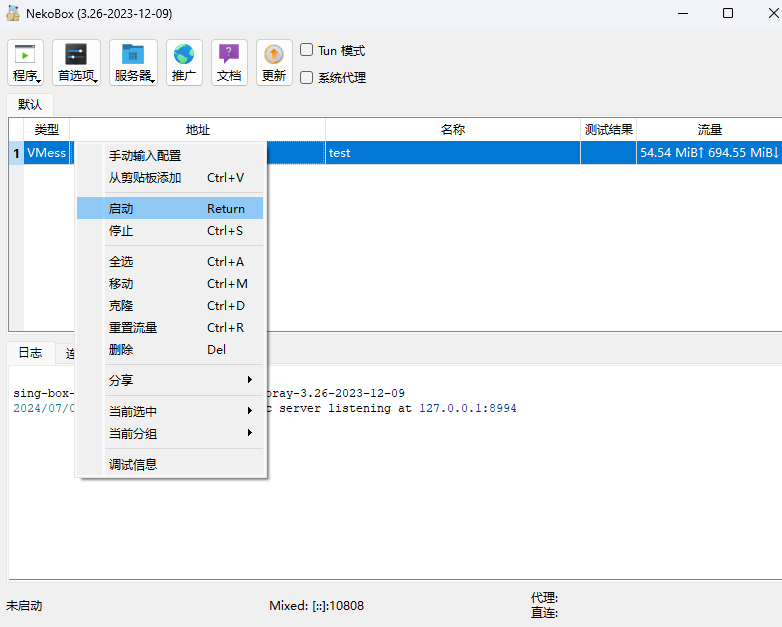 NekoBox (3.26-2023-12-09)
程序 首选项 服务器 推广 文档 更新
Tun 模式
系统代理
默认
类型 地址 名称 测试结果 流量
1 VMess test 54.54 MiB↑ 694.55 MiB↓
手动输入配置
从剪贴板添加 Ctrl+V
启动 Return
停止 Ctrl+S
全选 Ctrl+A
移动 Ctrl+M
克隆 Ctrl+D
重置流量 Ctrl+R
删除 Del
分享
当前选中
当前分组
调试信息
日志
sing-box- oray-3.26-2023-12-09
2024/07/0 c server listening at 127.0.0.1:8994
未启动
Mixed: [::]:10808
代理:
直连: